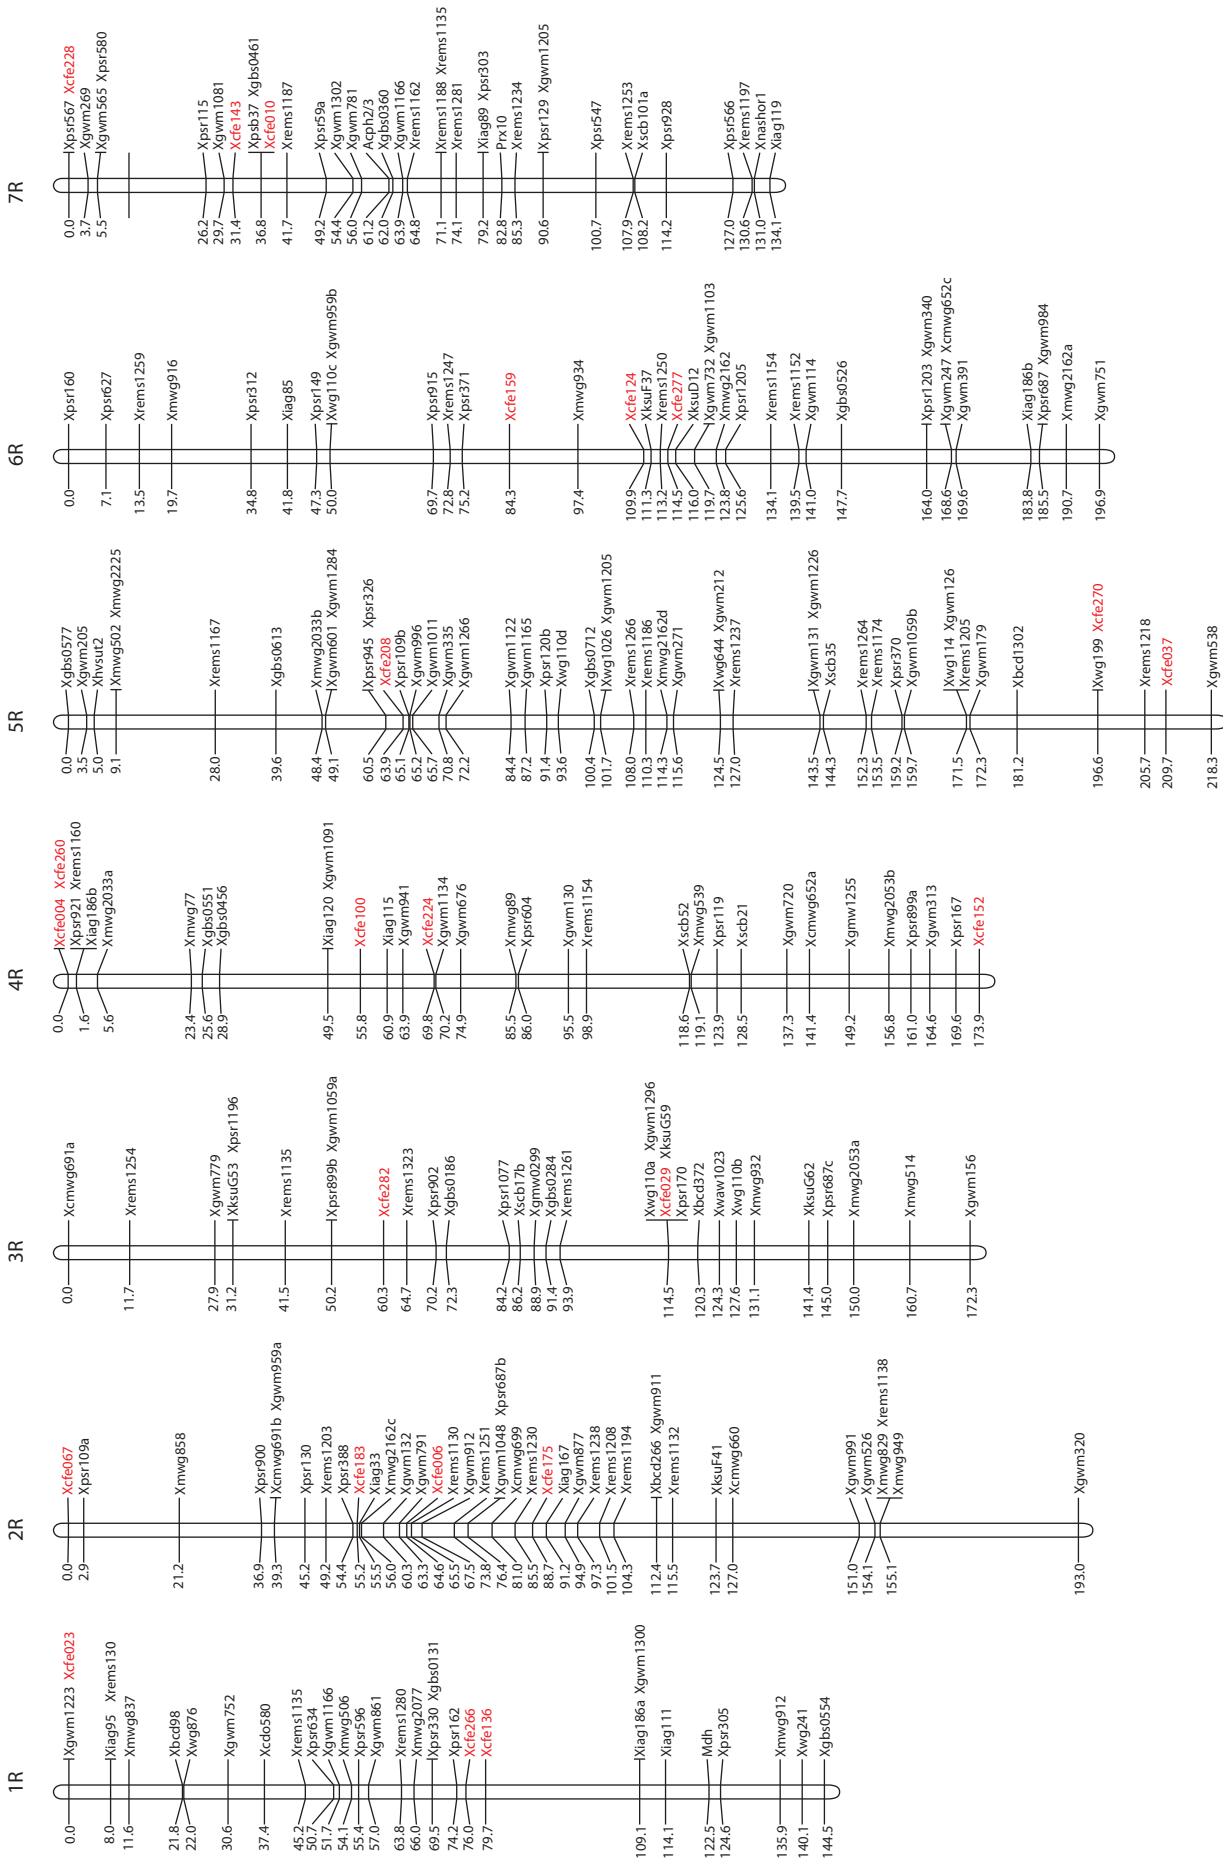 1R
0.0 Xgwm1223 Xcfe023
8.0 Xiag95 Xrems130
11.6 Xmwg837
21.8 Xbcd98
22.0 Xwg876
30.6 Xgwm752
37.4 Xcdo580
45.2 Xrems1135
50.7 Xpsr634
51.7 Xgwm1166
54.1 Xmwg506
55.4 Xpsr596
57.0 Xgwm861
63.8 Xrems1280
66.0 Xmwg2077
69.5 Xpsr330 Xgbs0131
74.2 Xpsr162
76.0 Xcfe266
79.7 Xcfe136
109.1 Xiag186a Xgwm1300
114.1 Xiag111
122.5 Mdh
124.6 Xpsr305
135.9 Xmwg912
140.1 Xwg241
144.5 Xgbs0554
2R
0.0 Xcfe067
2.9 Xpsr109a
21.2 Xmwg858
36.9 Xpsr900
39.3 Xcmwg691b Xgwm959a
45.2 Xpsr130
49.2 Xrems1203
54.4 Xpsr388
55.2 Xcfe183
55.5 Xiag33
56.0 Xmwg2162c
60.3 Xgwm132
63.3 Xgwm791
64.6 Xcfe006
65.5 Xrems1130
67.5 Xgwm912
73.8 Xrems1251
76.4 Xgwm1048 Xpsr687b
81.0 Xcmwg699
85.5 Xrems1230
88.7 Xcfe175
91.2 Xiag167
94.9 Xgwm877
97.3 Xrems1238
101.5 Xrems1208
104.3 Xrems1194
112.4 Xbcd266 Xgwm911
115.5 Xrems1132
123.7 XksuF41
127.0 Xcmwg660
151.0 Xgwm991
154.1 Xgwm526
155.1 Xmwg829 Xrems1138
Xmwg949
193.0 Xgwm320
3R
0.0 Xcmwg691a
11.7 Xrems1254
27.9 Xgwm779
31.2 XksuG53 Xpsr1196
41.5 Xrems1135
50.2 Xpsr899b Xgwm1059a
60.3 Xcfe282
64.7 Xrems1323
70.2 Xpsr902
72.3 Xgbs0186
84.2 Xpsr1077
86.2 Xscb17b
88.9 Xgmw0299
91.4 Xgbs0284
93.9 Xrems1261
Xwg110a Xgwm1296
114.5 Xcfe029 XksuG59
Xpsr170
120.3 Xbcd372
124.3 Xwaw1023
127.6 Xwg110b
131.1 Xmwg932
141.4 XksuG62
145.0 Xpsr687c
150.0 Xmwg2053a
160.7 Xmwg514
172.3 Xgwm156
4R
0.0 Xcfe004 Xcfe260
1.6 Xpsr921 Xrems1160
Xiag186b
5.6 Xmwg2033a
23.4 Xmwg77
25.6 Xgbs0551
28.9 Xgbs0456
49.5 Xiag120 Xgwm1091
55.8 Xcfe100
60.9 Xiag115
63.9 Xgwm941
69.8 Xcfe224
70.2 Xgwm1134
74.9 Xgwm676
85.5 Xmwg89
86.0 Xpsr604
95.5 Xgwm130
98.9 Xrems1154
118.6 Xscb52
119.1 Xmwg539
123.9 Xpsr119
128.5 Xscb21
137.3 Xgwm720
141.4 Xcmwg652a
149.2 Xgmw1255
156.8 Xmwg2053b
161.0 Xpsr899a
164.6 Xgwm313
169.6 Xpsr167
173.9 Xcfe152
5R
0.0 Xgbs0577
3.5 Xgwm205
5.0 Xhvsut2
9.1 Xmwg502 Xmwg2225
28.0 Xrems1167
39.6 Xgbs0613
48.4 Xmwg2033b
49.1 Xgwm601 Xgwm1284
60.5 Xpsr945 Xpsr326
63.9 Xcfe208
65.1 Xpsr109b
65.2 Xgwm996
65.7 Xgwm1011
70.8 Xgwm335
72.2 Xgwm1266
84.4 Xgwm1122
87.2 Xgwm1165
91.4 Xpsr120b
93.6 Xwg110d
100.4 Xgbs0712
101.7 Xwg1026 Xgwm1205
108.0 Xrems1266
110.3 Xrems1186
114.3 Xmwg2162d
115.6 Xgwm271
124.5 Xwg644 Xgwm212
127.0 Xrems1237
143.5 Xgwm131 Xgwm1226
144.3 Xscb35
152.3 Xrems1264
153.5 Xrems1174
159.2 Xpsr370
159.7 Xgwm1059b
171.5 Xwg114 Xgwm126
Xrems1205
172.3 Xgwm179
181.2 Xbcd1302
196.6 Xwg199 Xcfe270
205.7 Xrems1218
209.7 Xcfe037
218.3 Xgwm538
6R
0.0 Xpsr160
7.1 Xpsr627
13.5 Xrems1259
19.7 Xmwg916
34.8 Xpsr312
41.8 Xiag85
47.3 Xpsr149
50.0 Xwg110c Xgwm959b
69.7 Xpsr915
72.8 Xrems1247
75.2 Xpsr371
84.3 Xcfe159
97.4 Xmwg934
109.9 Xcfe124
111.3 XksuF37
113.2 Xrems1250
114.5 Xcfe277
116.0 XksuD12
119.7 Xgwm732 Xgwm1103
123.8 Xmwg2162
125.6 Xpsr1205
134.1 Xrems1154
139.5 Xrems1152
141.0 Xgwm1114
147.7 Xgbs0526
164.0 Xpsr1203 Xgwm340
168.6 Xgwm247 Xcmwg652c
169.6 Xgwm391
183.8 Xiag186b
185.5 Xpsr687 Xgwm984
190.7 Xmwg2162a
196.9 Xgwm751
7R
0.0 Xpsr567 Xcfe228
3.7 Xgwm269
5.5 Xgwm565 Xpsr580
26.2 Xpsr115
29.7 Xgwm1081
31.4 Xcfe143
36.8 Xpsb37 Xgbs0461
Xcfe010
41.7 Xrems1187
49.2 Xpsr59a
54.4 Xgwm1302
56.0 Xgwm781
61.2 Acph2/3
62.0 Xgbs0360
63.9 Xgwm1166
64.8 Xrems1162
71.1 Xrems1188 Xrems1135
74.1 Xrems1281
79.2 Xiag89 Xpsr303
82.8 Prx10
85.3 Xrems1234
90.6 Xpsr129 Xgwm1205
100.7 Xpsr547
107.9 Xrems1253
108.2 Xscb101a
114.2 Xpsr928
127.0 Xpsr566
130.6 Xrems1197
131.0 Xnashor1
134.1 Xiag119